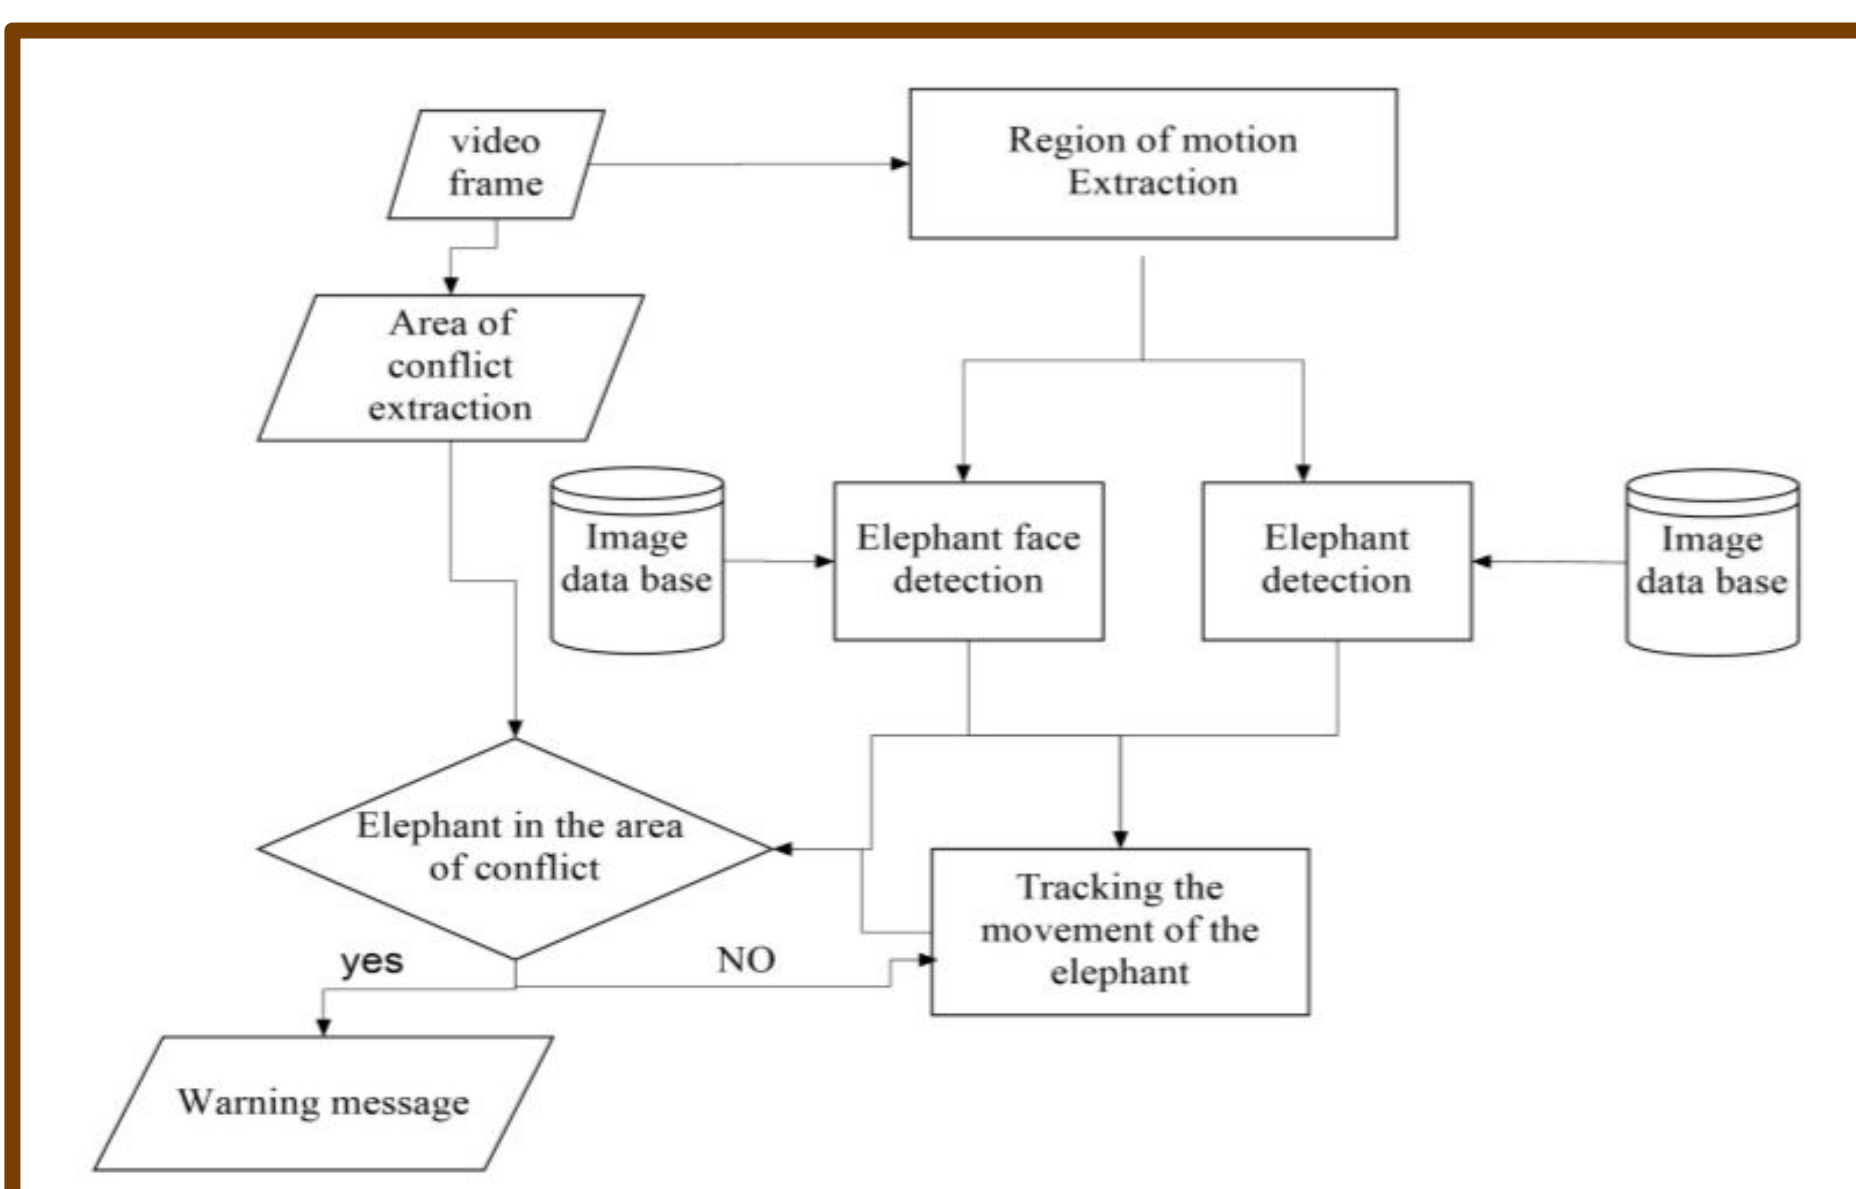 video
frame
Region of motion
Extraction
Area of
conflict
extraction
Image
data base
Elephant face
detection
Elephant
detection
Image
data base
Elephant in the area
of conflict
Tracking the
movement of the
elephant
yes
NO
Warning message